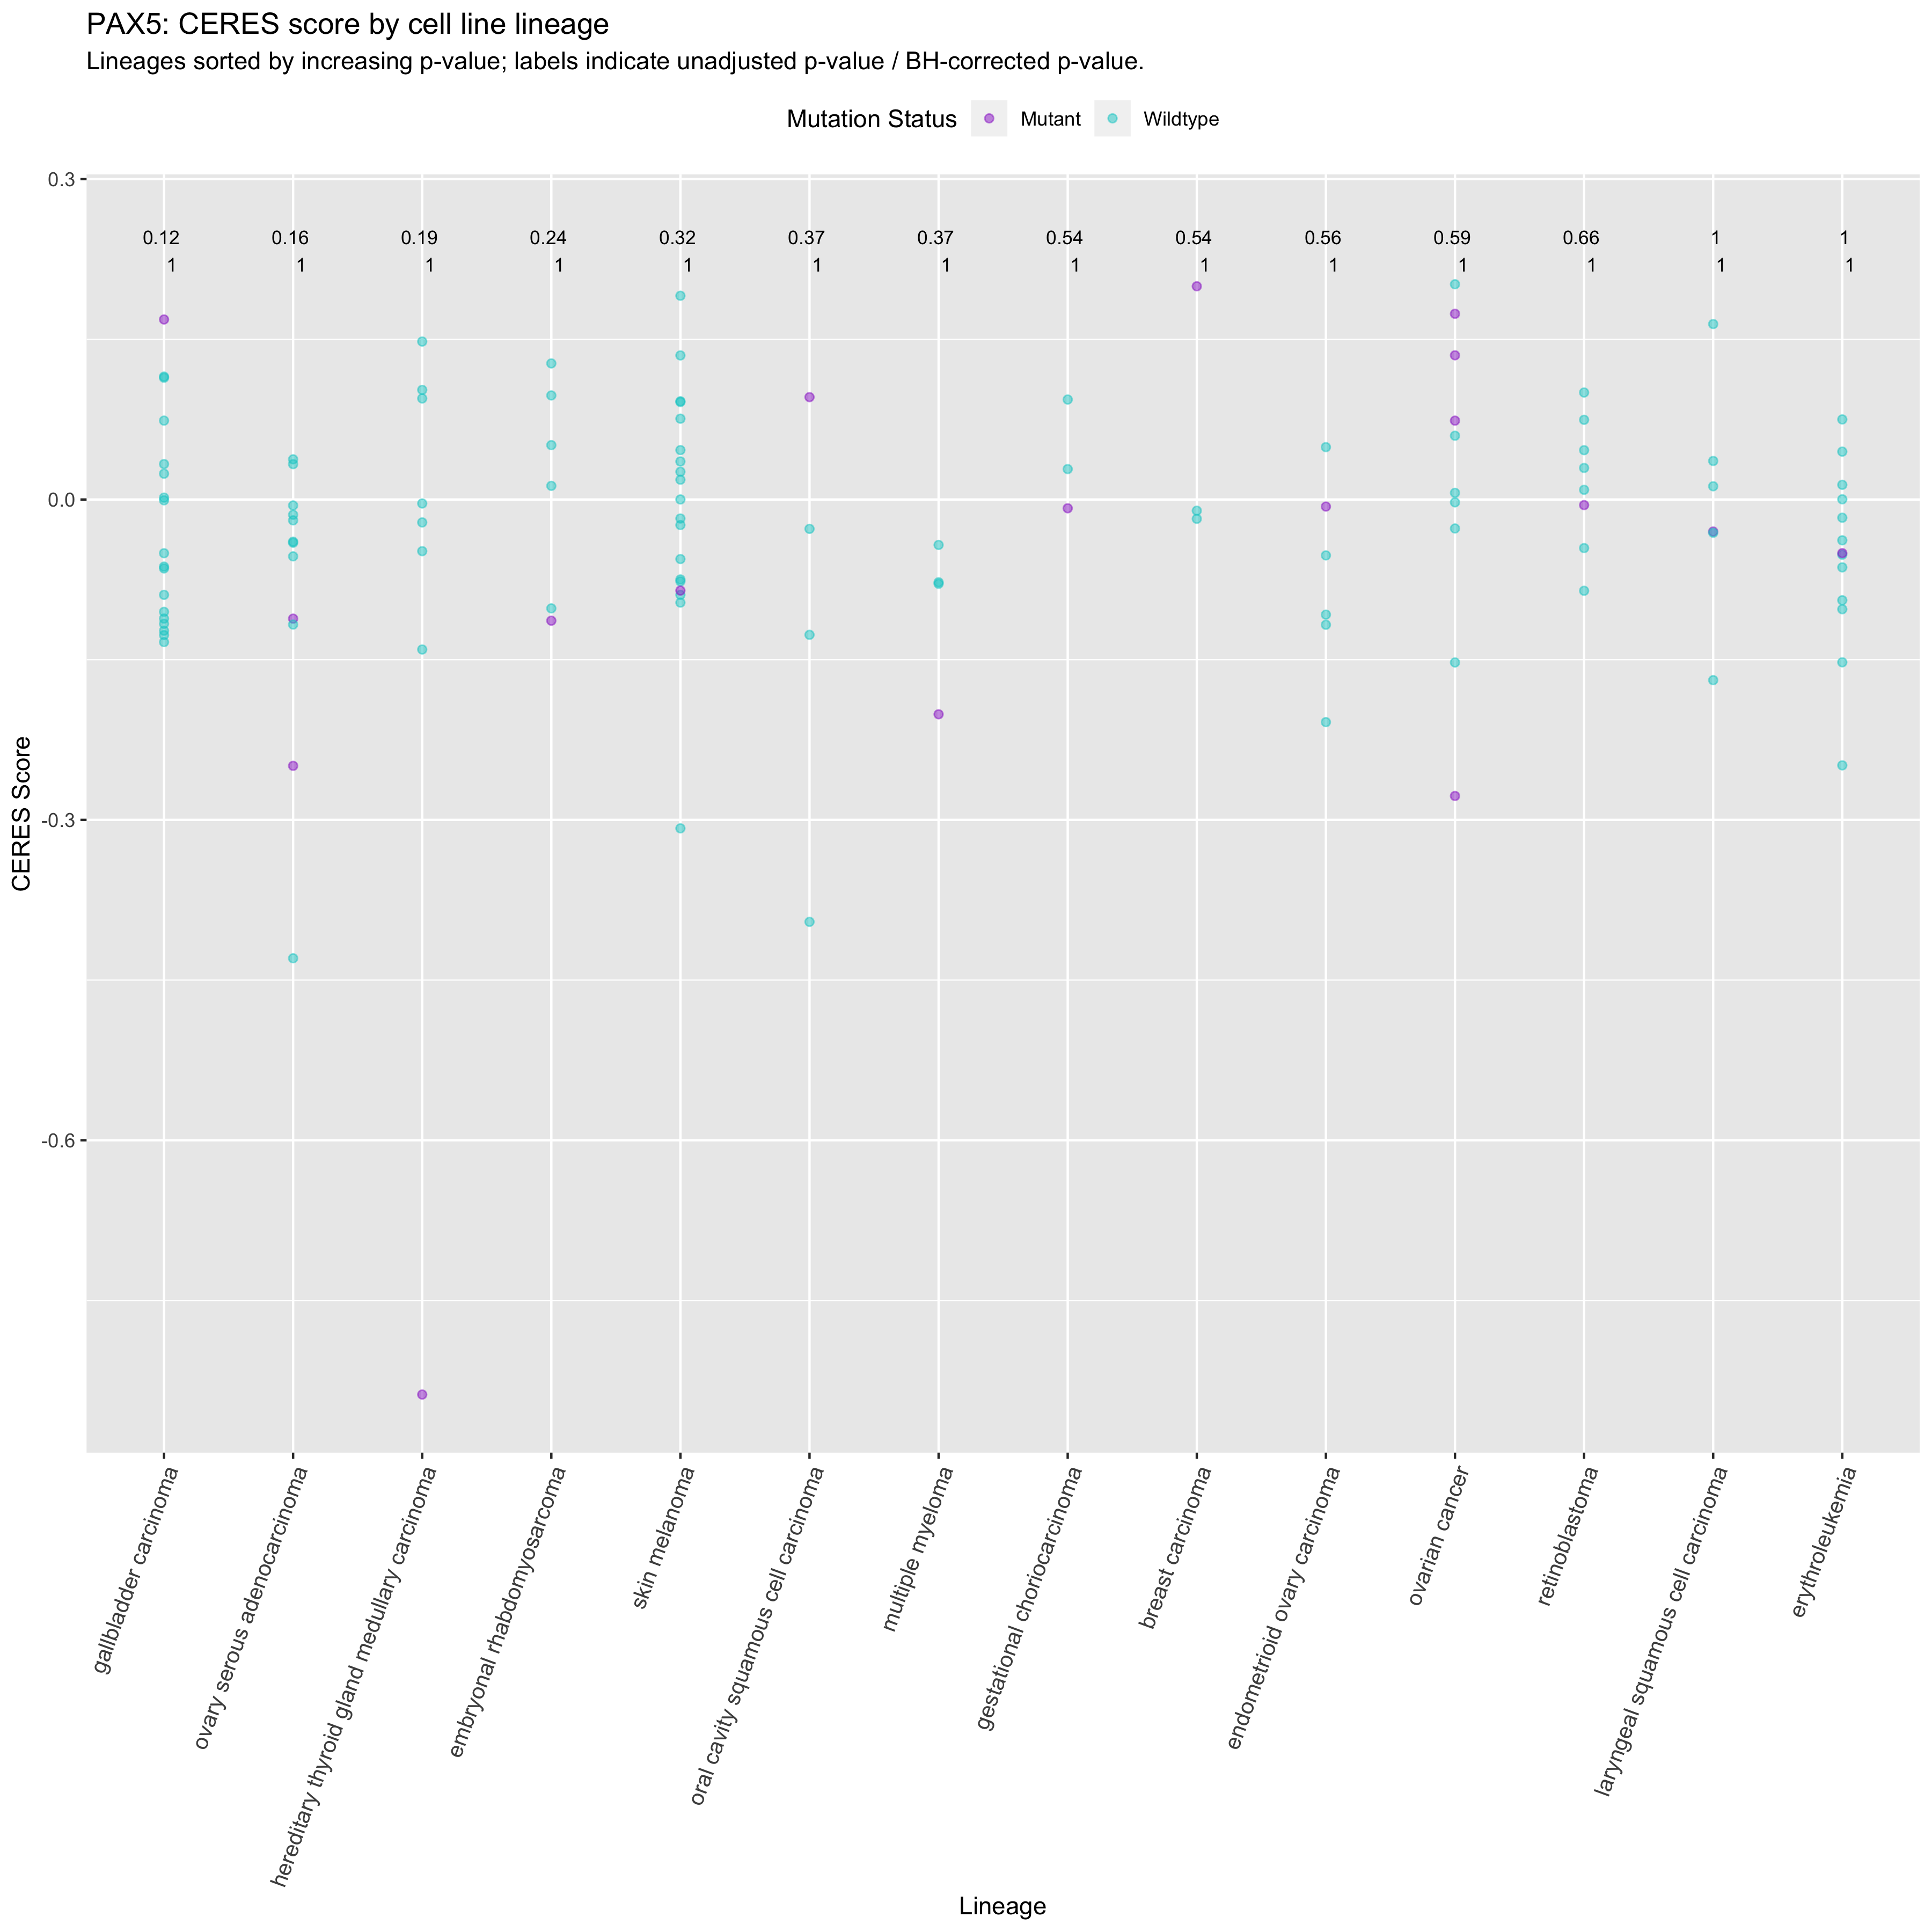 PAX5: CERES score by cell line lineage
Lineages sorted by increasing p-value; labels indicate unadjusted p-value / BH-corrected p-value.
Mutation Status Mutant Wildtype
0.3
0.12 0.16 0.19 0.24 0.32 0.37 0.37 0.54 0.54 0.56 0.59 0.66 1 1
1 1 1 1 1 1 1 1 1 1 1 1 1 1
0.0
-0.3
-0.6
CERES Score
gallbladder carcinoma
ovary serous adenocarcinoma
hereditary thyroid gland medullary carcinoma
embryonal rhabdomyosarcoma
skin melanoma
oral cavity squamous cell carcinoma
multiple myeloma
gestational choriocarcinoma
breast carcinoma
endometrioid ovary carcinoma
ovarian cancer
retinoblastoma
laryngeal squamous cell carcinoma
erythroleukemia
Lineage